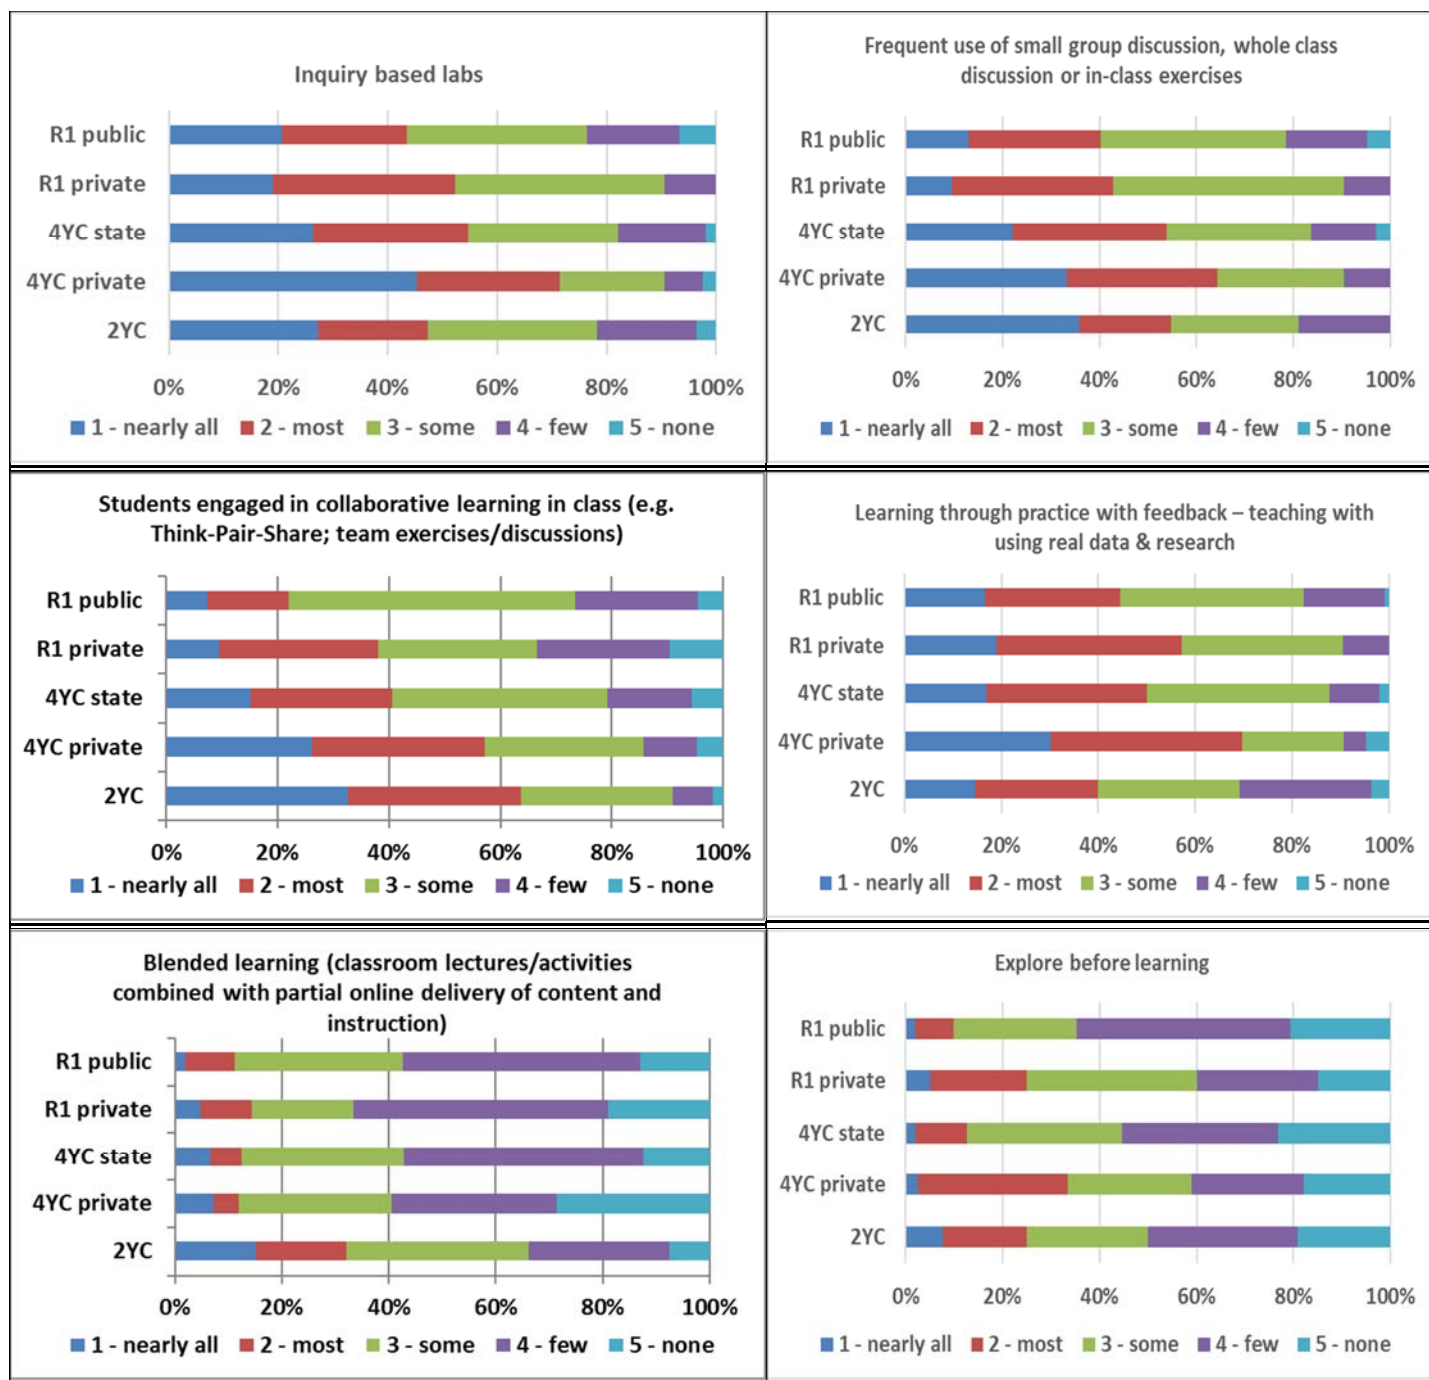 Inquiry based labs
R1 public
R1 private
4YC state
4YC private
2YC
0% 20% 40% 60% 80% 100%
1 - nearly all 2 - most 3 - some 4 - few 5 - none
Frequent use of small group discussion, whole class
discussion or in-class exercises
R1 public
R1 private
4YC state
4YC private
2YC
0% 20% 40% 60% 80% 100%
1 - nearly all 2 - most 3 - some 4 - few 5 - none
Students engaged in collaborative learning in class (e.g.
Think-Pair-Share; team exercises/discussions)
R1 public
R1 private
4YC state
4YC private
2YC
0% 20% 40% 60% 80% 100%
1 - nearly all 2 - most 3 - some 4 - few 5 - none
Learning through practice with feedback – teaching with
using real data & research
R1 public
R1 private
4YC state
4YC private
2YC
0% 20% 40% 60% 80% 100%
1 - nearly all 2 - most 3 - some 4 - few 5 - none
Blended learning (classroom lectures/activities
combined with partial online delivery of content and
instruction)
R1 public
R1 private
4YC state
4YC private
2YC
0% 20% 40% 60% 80% 100%
1 - nearly all 2 - most 3 - some 4 - few 5 - none
Explore before learning
R1 public
R1 private
4YC state
4YC private
2YC
0% 20% 40% 60% 80% 100%
1 - nearly all 2 - most 3 - some 4 - few 5 - none